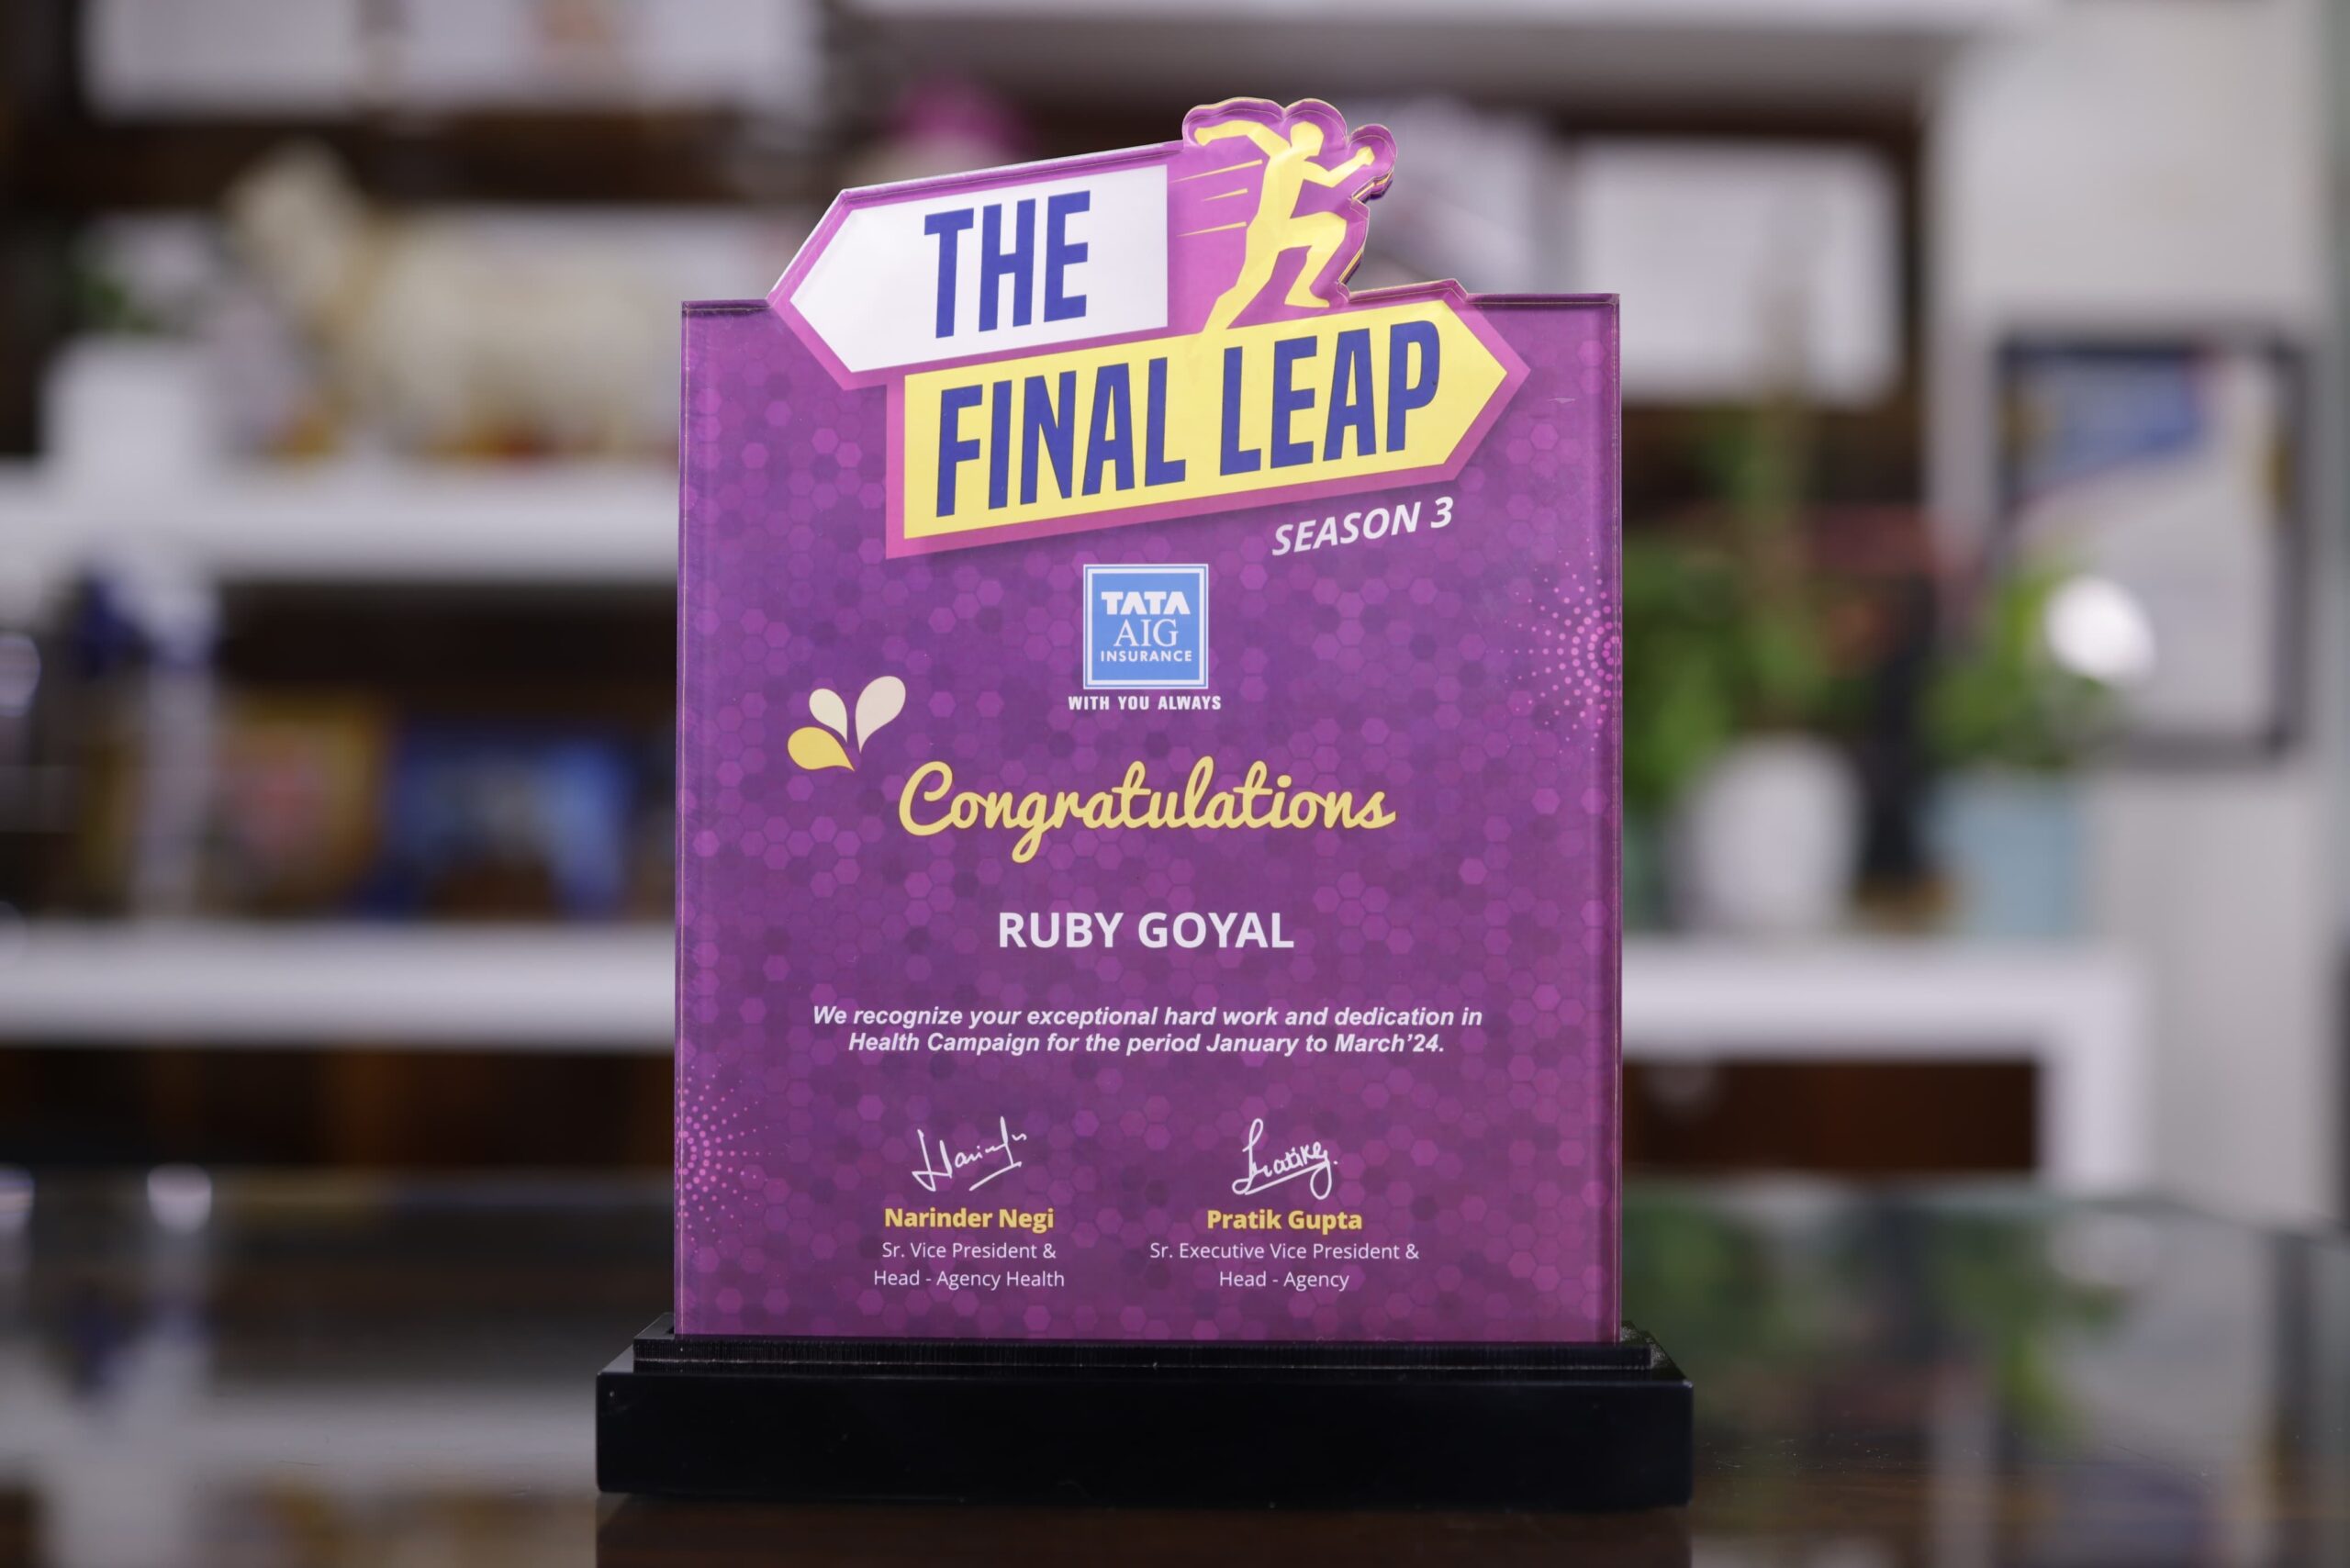 THE
FINAL LEAP
SEASON 3
TATA
AIG
INSURANCE
WITH YOU ALWAYS
Congratulations
RUBY GOYAL
We recognize your exceptional hard work and dedication in
Health Campaign for the period January to March'24.
Narinder Negi
Sr. Vice President &
Head - Agency Health
Pratik Gupta
Sr. Executive Vice President &
Head - Agency